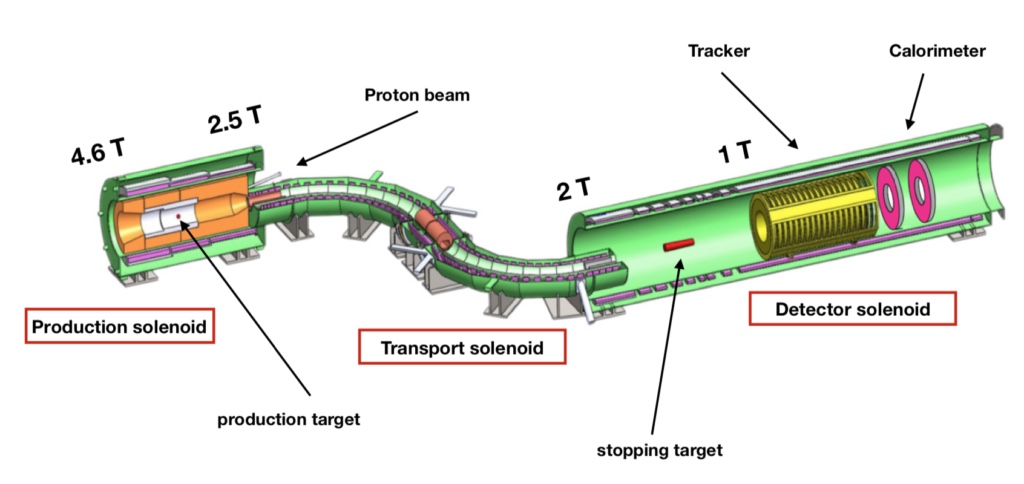 Tracker
Calorimeter
Proton beam
4.6 T
2.5 T
1 T
2 T
Production solenoid
Transport solenoid
Detector solenoid
production target
stopping target